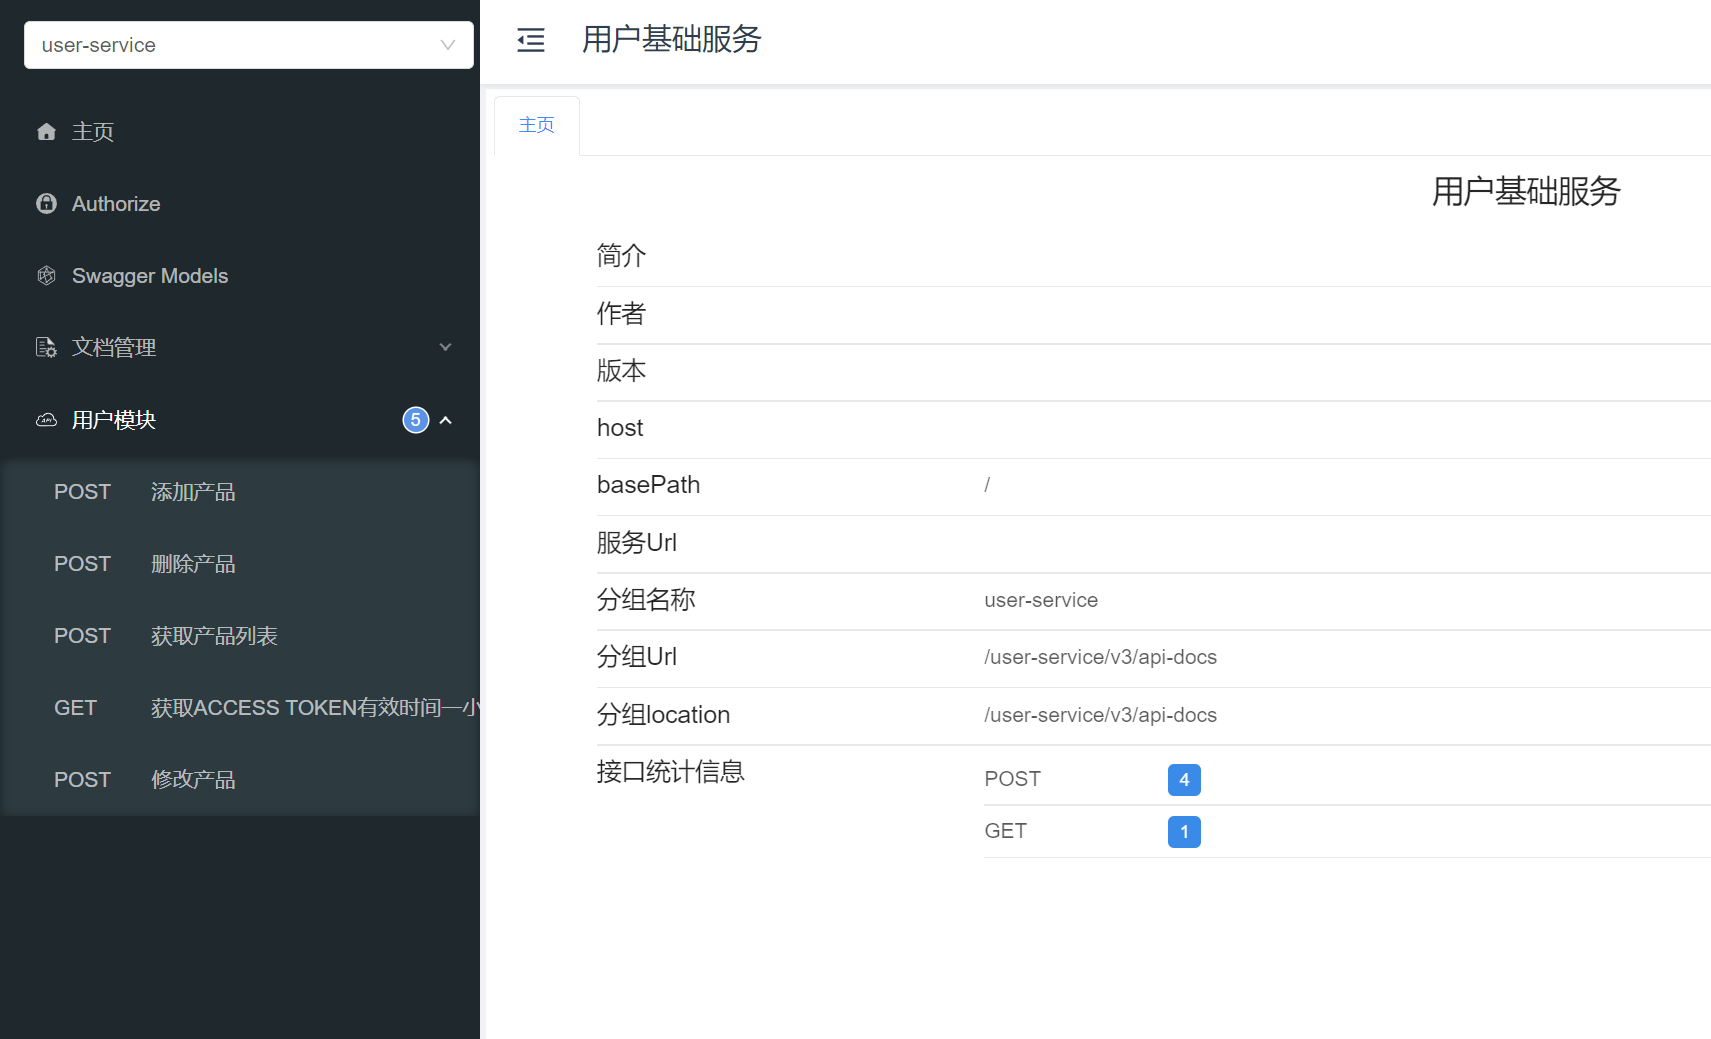 user-service
主页
Authorize
Swagger Models
文档管理
用户模块 5
POST 添加产品
POST 删除产品
POST 获取产品列表
GET 获取ACCESS TOKEN有效时间一小
POST 修改产品
用户基础服务
主页
用户基础服务
简介
作者
版本
host
basePath /
服务Url
分组名称 user-service
分组Url /user-service/v3/api-docs
分组location /user-service/v3/api-docs
接口统计信息 POST 4
GET 1